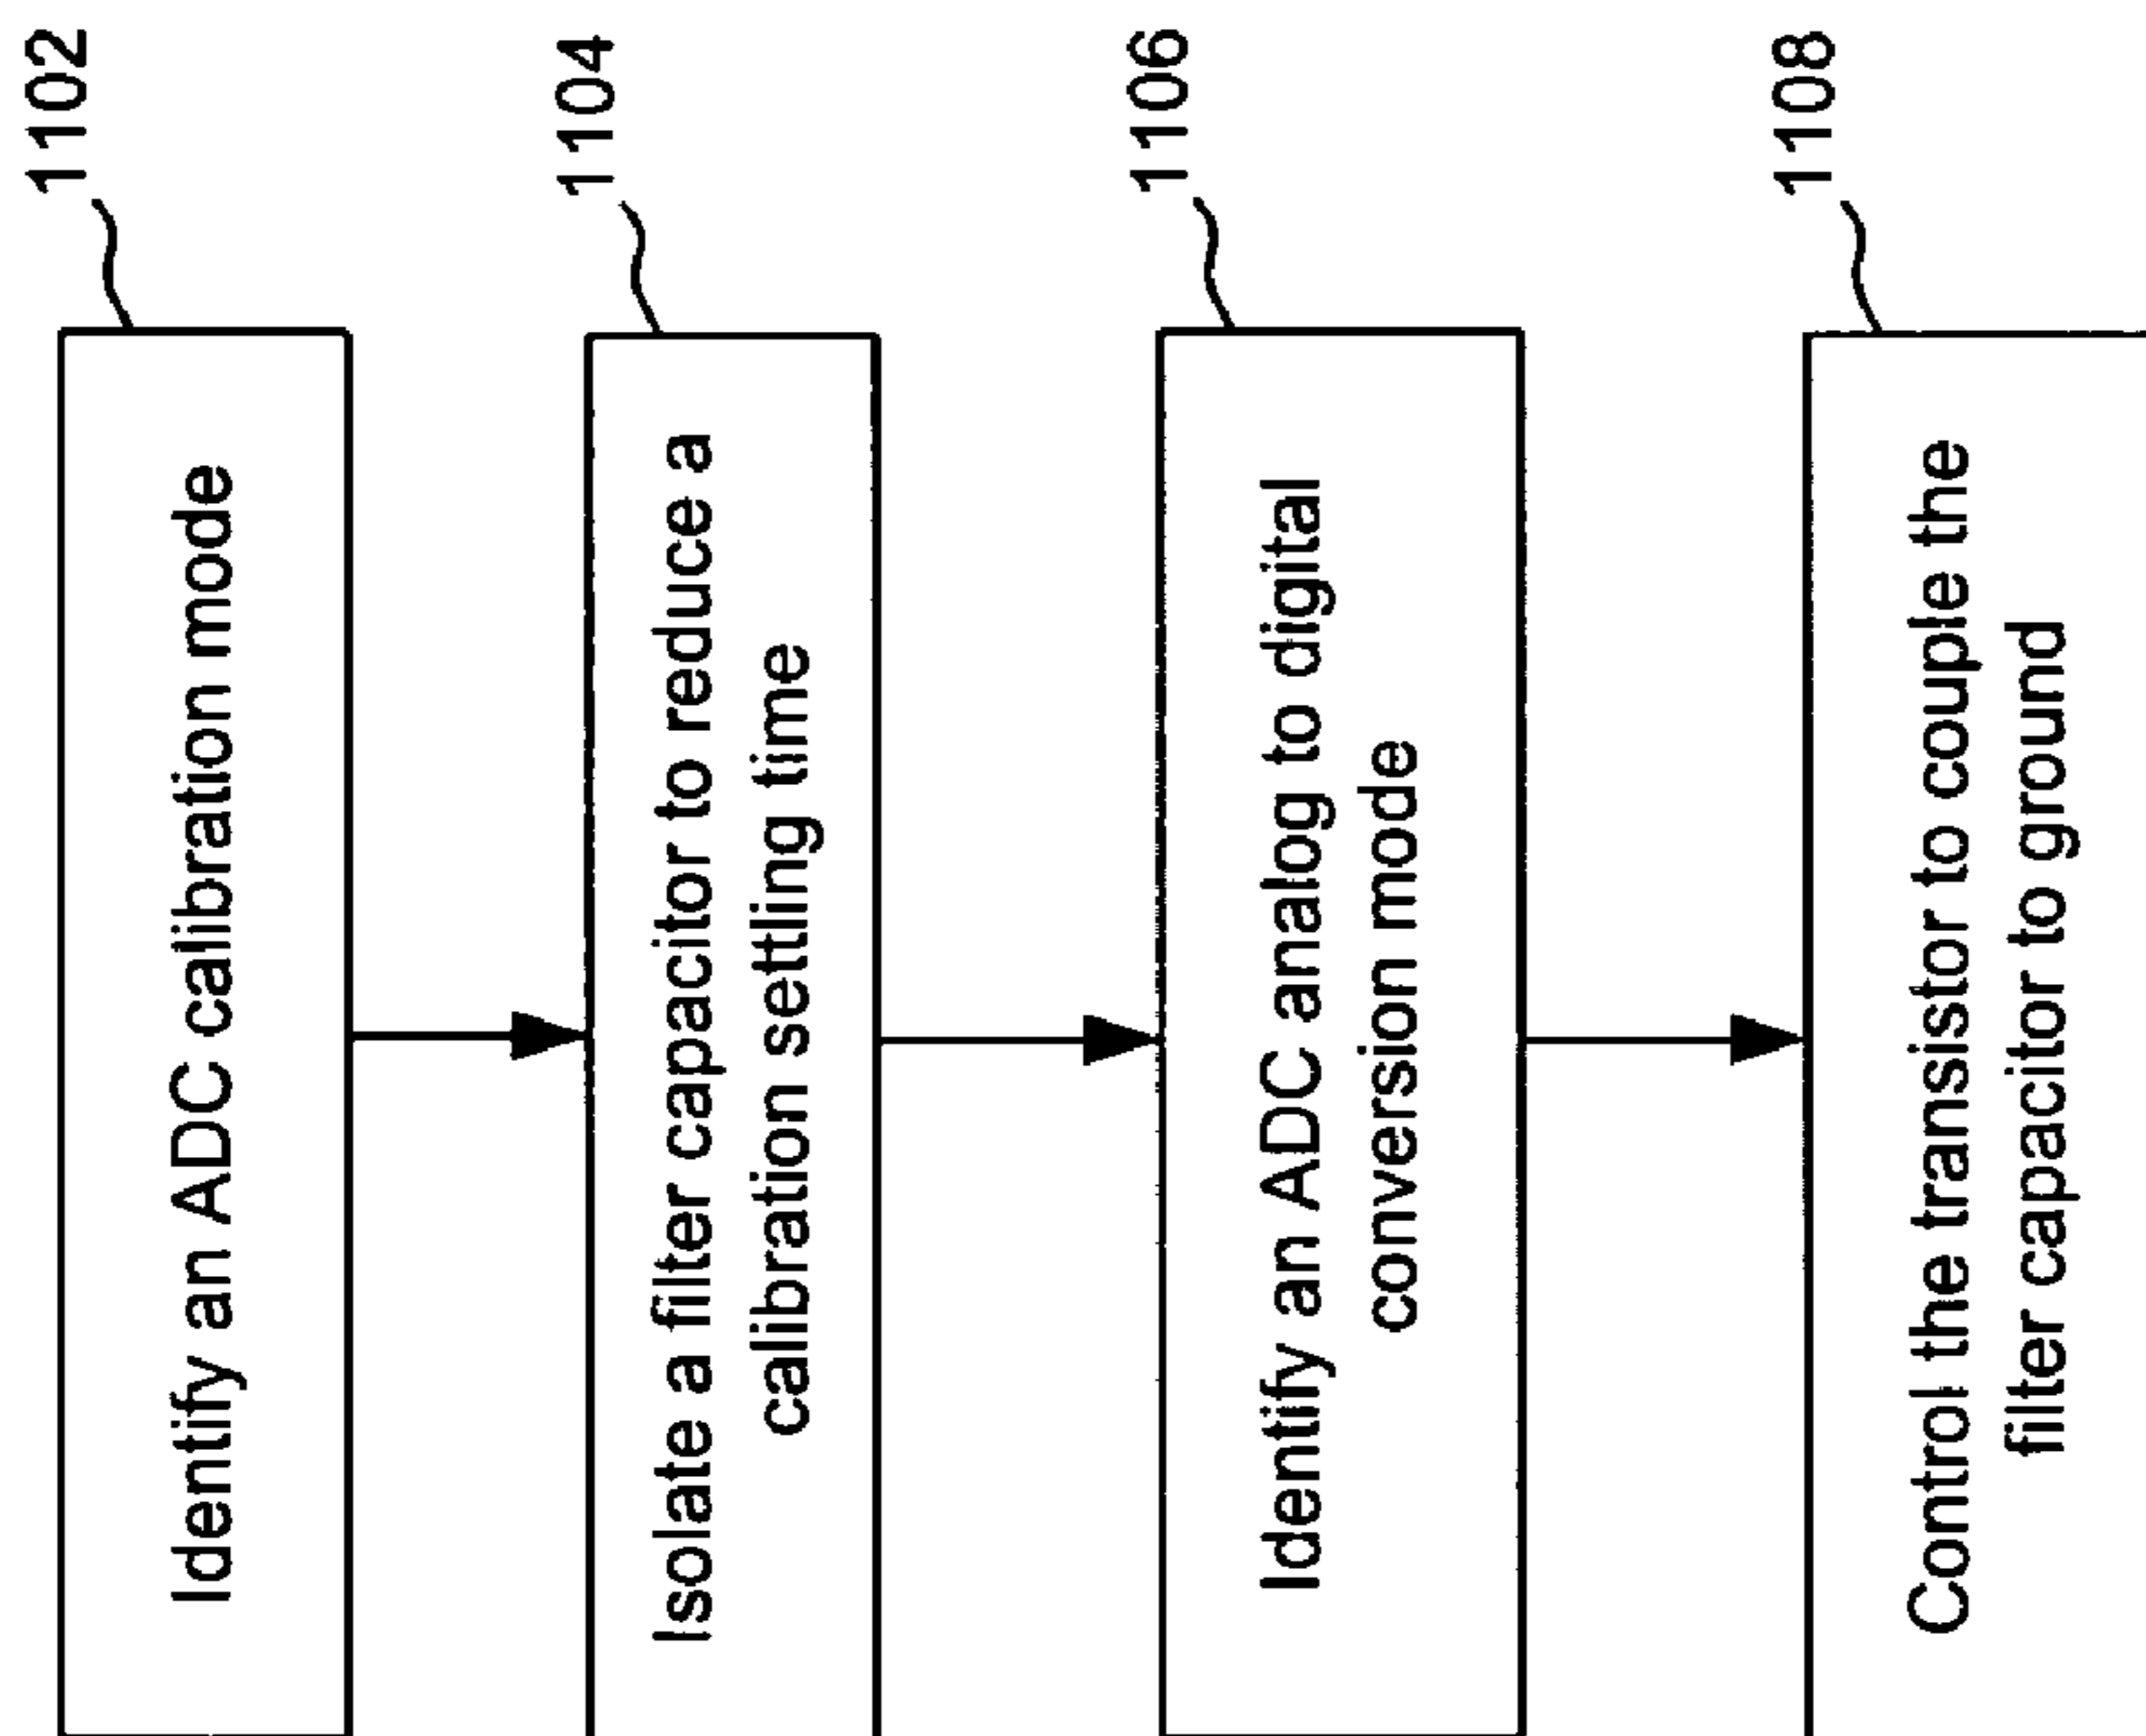 1102
Identify an ADC calibration mode
1104
Isolate a filter capacitor to reduce a
calibration settling time
1106
Identify an ADC analog to digital
conversion mode
1108
Control the transistor to couple the
filter capacitor to ground